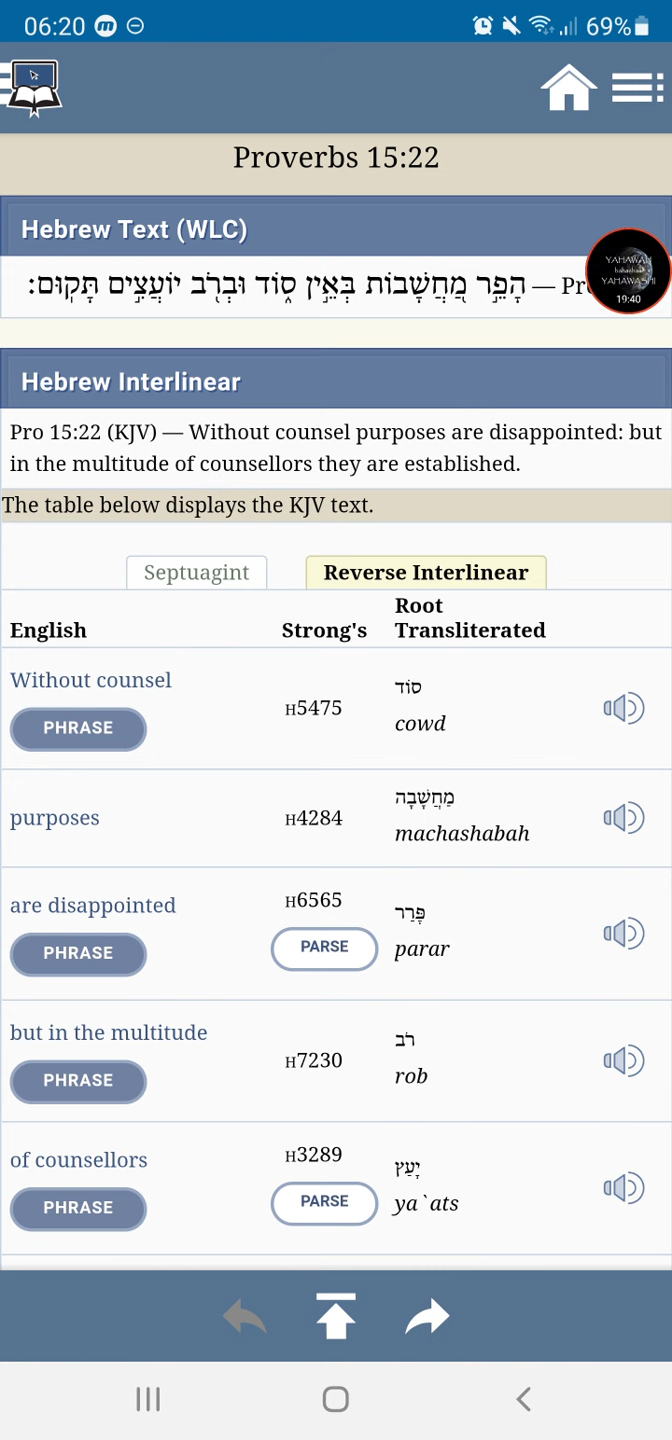 06:20 69%
Proverbs 15:22
Hebrew Text (WLC)
הָפֵ֣ר מַ֭חֲשָׁבוֹת בְּאֵ֣ין ס֑וֹד וּבְרֹ֖ב יוֹעֲצִ֣ים תָּקֽוּם׃ —
YAHAWAH
bahasham
YAHAWASHI
19:40
Hebrew Interlinear
Pro 15:22 (KJV) — Without counsel purposes are disappointed: but
in the multitude of counsellors they are established.
The table below displays the KJV text.
Septuagint Reverse Interlinear
English Strong's Root Transliterated
Without counsel H5475 סוֹד
PHRASE cowd
purposes H4284 מַחֲשָׁבָה
machashabah
are disappointed H6565 פָּרַר
PHRASE PARSE parar
but in the multitude H7230 רֹב
PHRASE rob
of counsellors H3289 יָעַץ
PHRASE PARSE ya`ats